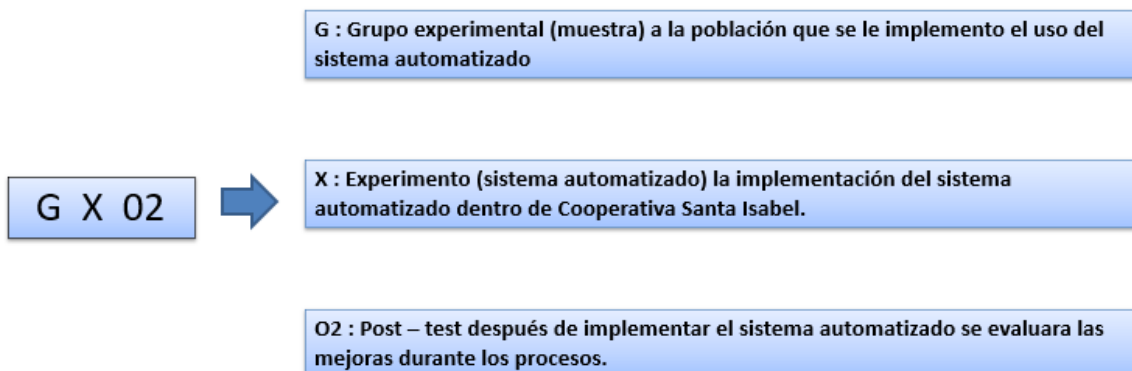 G : Grupo experimental (muestra) a la población que se le implemento el uso del
sistema automatizado
G X 02
X : Experimento (sistema automatizado) la implementación del sistema
automatizado dentro de Cooperativa Santa Isabel.
O2 : Post – test después de implementar el sistema automatizado se evaluara las
mejoras durante los procesos.